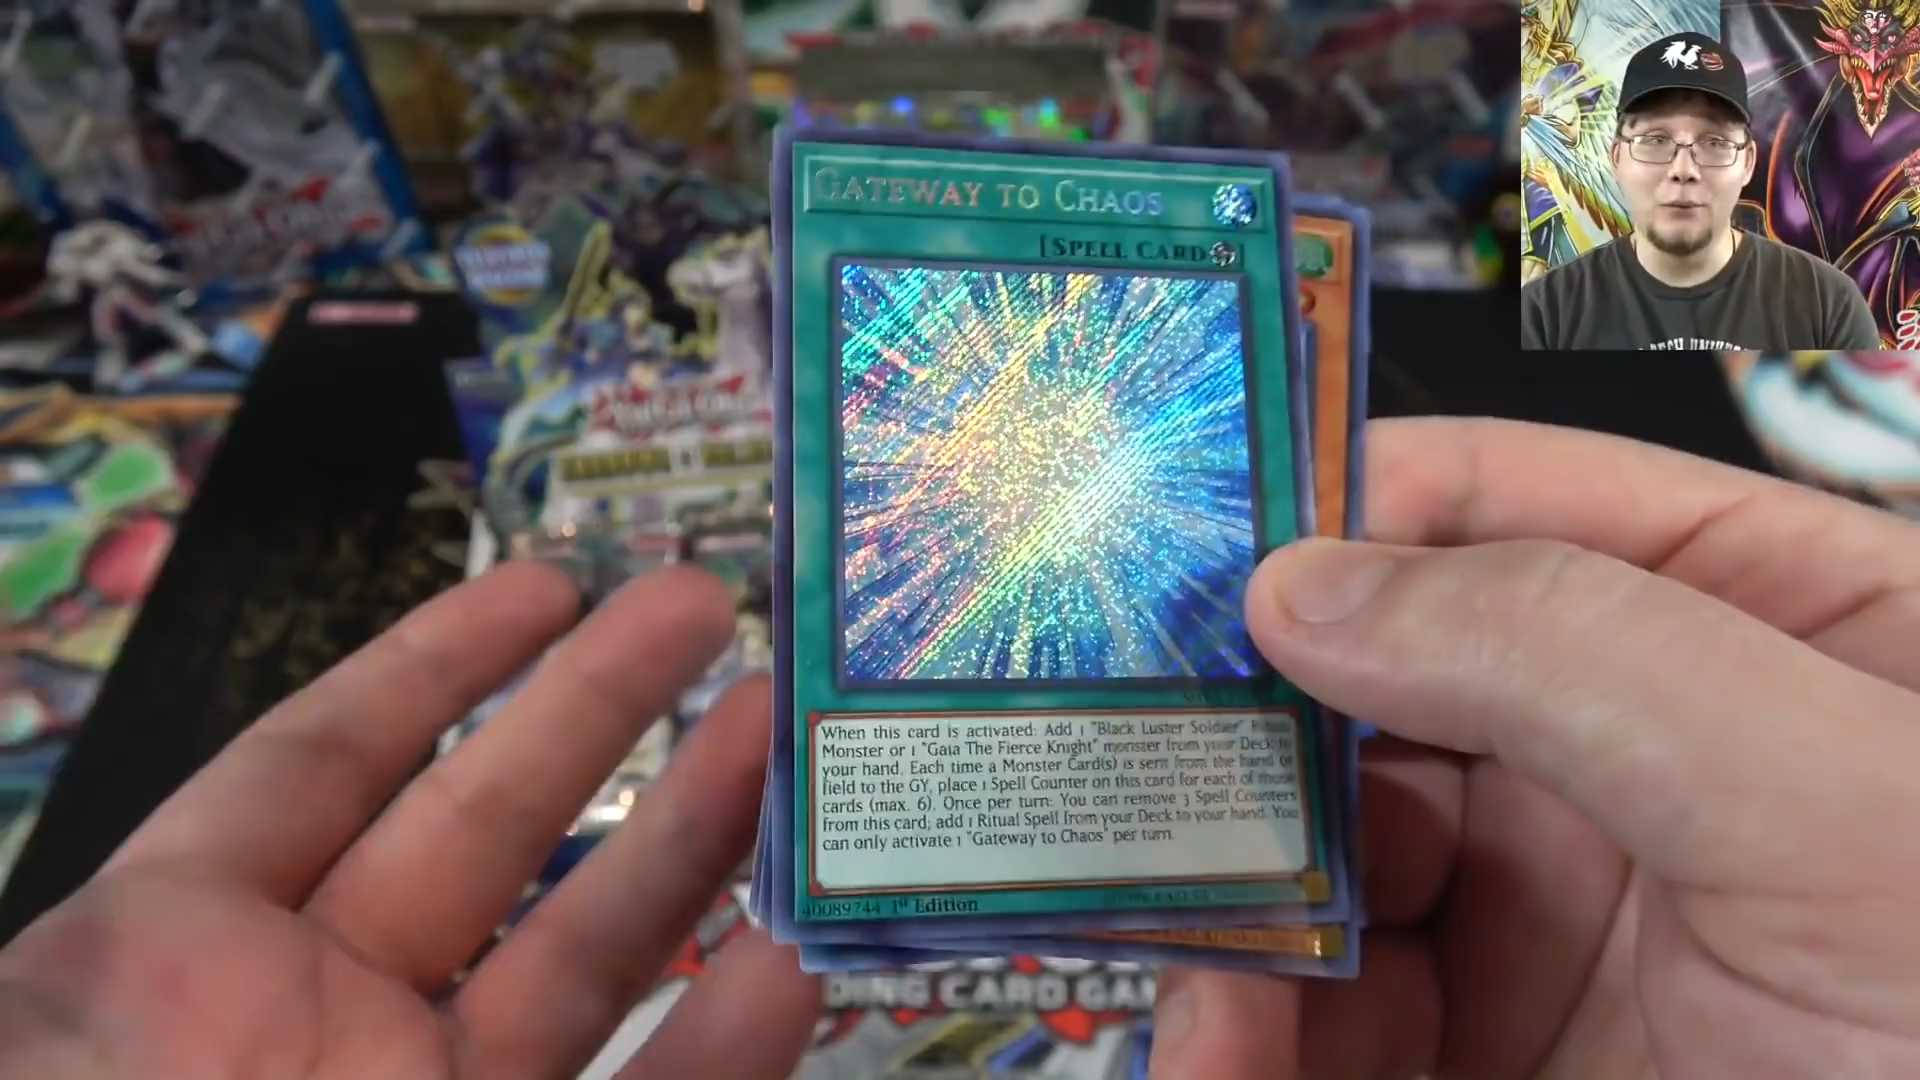 GATEWAY TO CHAOS
[SPELL CARD]
When this card is activated: Add 1 "Black Luster Soldier" Ritual
Monster or 1 "Gaia The Fierce Knight" monster from your Deck to
your hand. Each time a Monster Card(s) is sent from the hand or
field to the GY, place 1 Spell Counter on this card for each of those
cards (max. 6). Once per turn: You can remove 3 Spell Counters
from this card; add 1 Ritual Spell from your Deck to your hand. You
can only activate 1 "Gateway to Chaos" per turn.
40089744 1st Edition
CARD